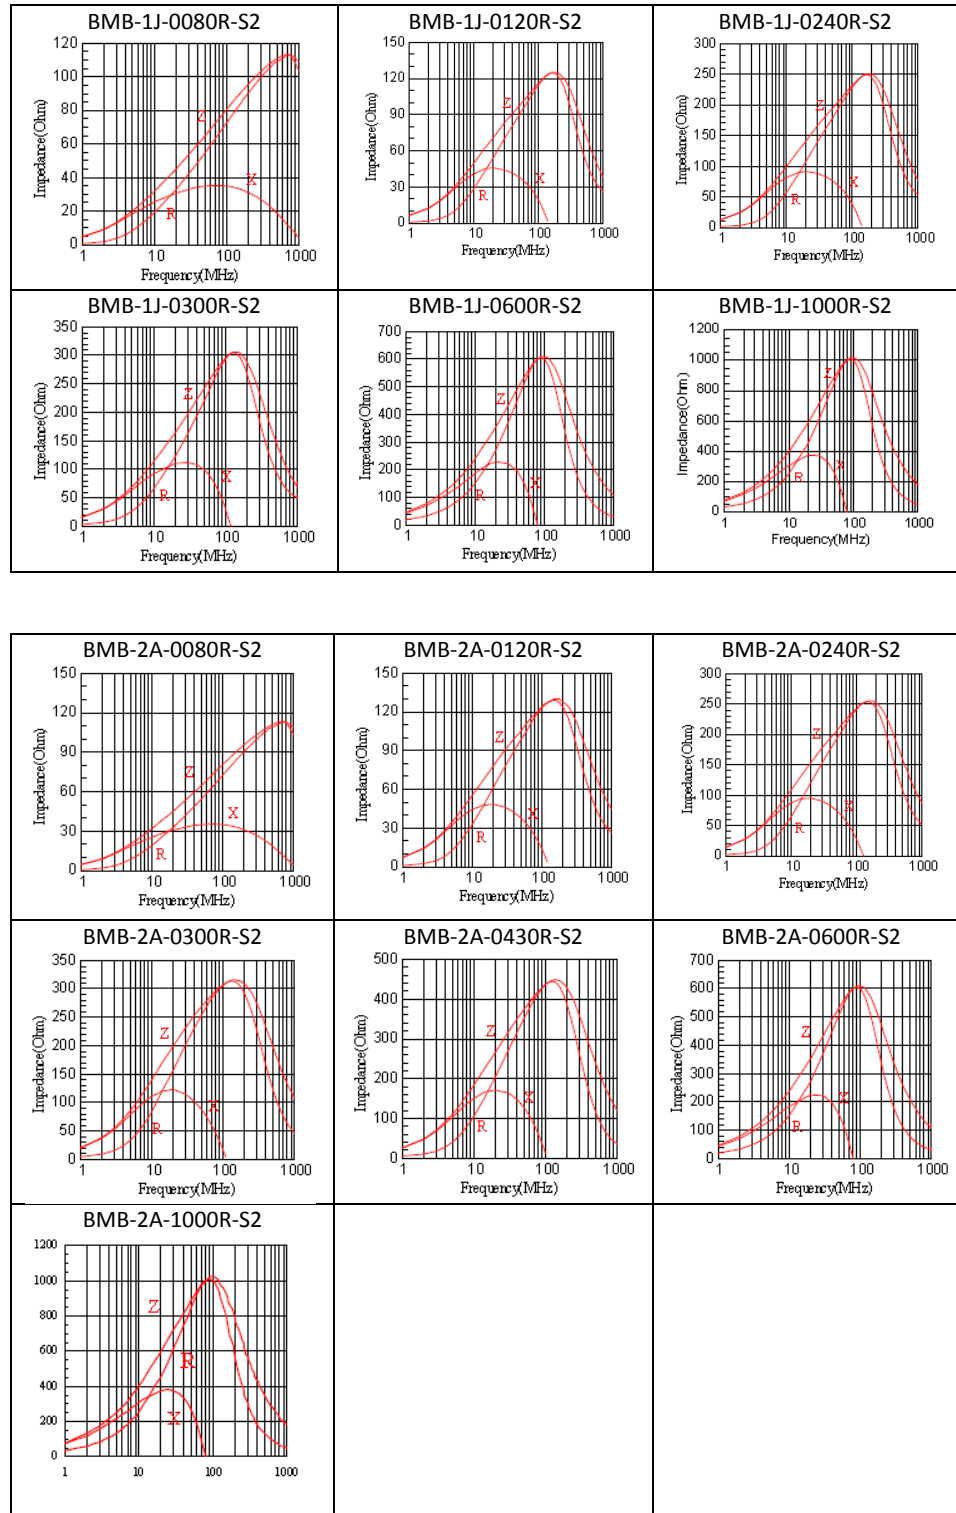 BMB-1J-0080R-S2
120
100
80
60
40
20
0
Impedance(Ohm)
Z
X
R
1 10 100 1000
Frequency(MHz)
BMB-1J-0120R-S2
150
120
90
60
30
0
Impedance(Ohm)
Z
X
R
1 10 100 1000
Frequency(MHz)
BMB-1J-0240R-S2
300
250
200
150
100
50
0
Impedance(Ohm)
Z
X
R
1 10 100 1000
Frequency(MHz)
BMB-1J-0300R-S2
350
300
250
200
150
100
50
0
Impedance(Ohm)
Z
X
R
1 10 100 1000
Frequency(MHz)
BMB-1J-0600R-S2
700
600
500
400
300
200
100
0
Impedance(Ohm)
Z
X
R
1 10 100 1000
Frequency(MHz)
BMB-1J-1000R-S2
1200
1000
800
600
400
200
0
Impedance(Ohm)
Z
X
R
1 10 100 1000
Frequency(MHz)
BMB-2A-0080R-S2
150
120
90
60
30
0
Impedance(Ohm)
Z
X
R
1 10 100 1000
Frequency(MHz)
BMB-2A-0120R-S2
150
120
90
60
30
0
Impedance(Ohm)
Z
X
R
1 10 100 1000
Frequency(MHz)
BMB-2A-0240R-S2
300
250
200
150
100
50
0
Impedance(Ohm)
Z
X
R
1 10 100 1000
Frequency(MHz)
BMB-2A-0300R-S2
350
300
250
200
150
100
50
0
Impedance(Ohm)
Z
X
R
1 10 100 1000
Frequency(MHz)
BMB-2A-0430R-S2
500
400
300
200
100
0
Impedance(Ohm)
Z
X
R
1 10 100 1000
Frequency(MHz)
BMB-2A-0600R-S2
700
600
500
400
300
200
100
0
Impedance(Ohm)
Z
X
R
1 10 100 1000
Frequency(MHz)
BMB-2A-1000R-S2
1200
1000
800
600
400
200
0
Z
R
X
1 10 100 1000